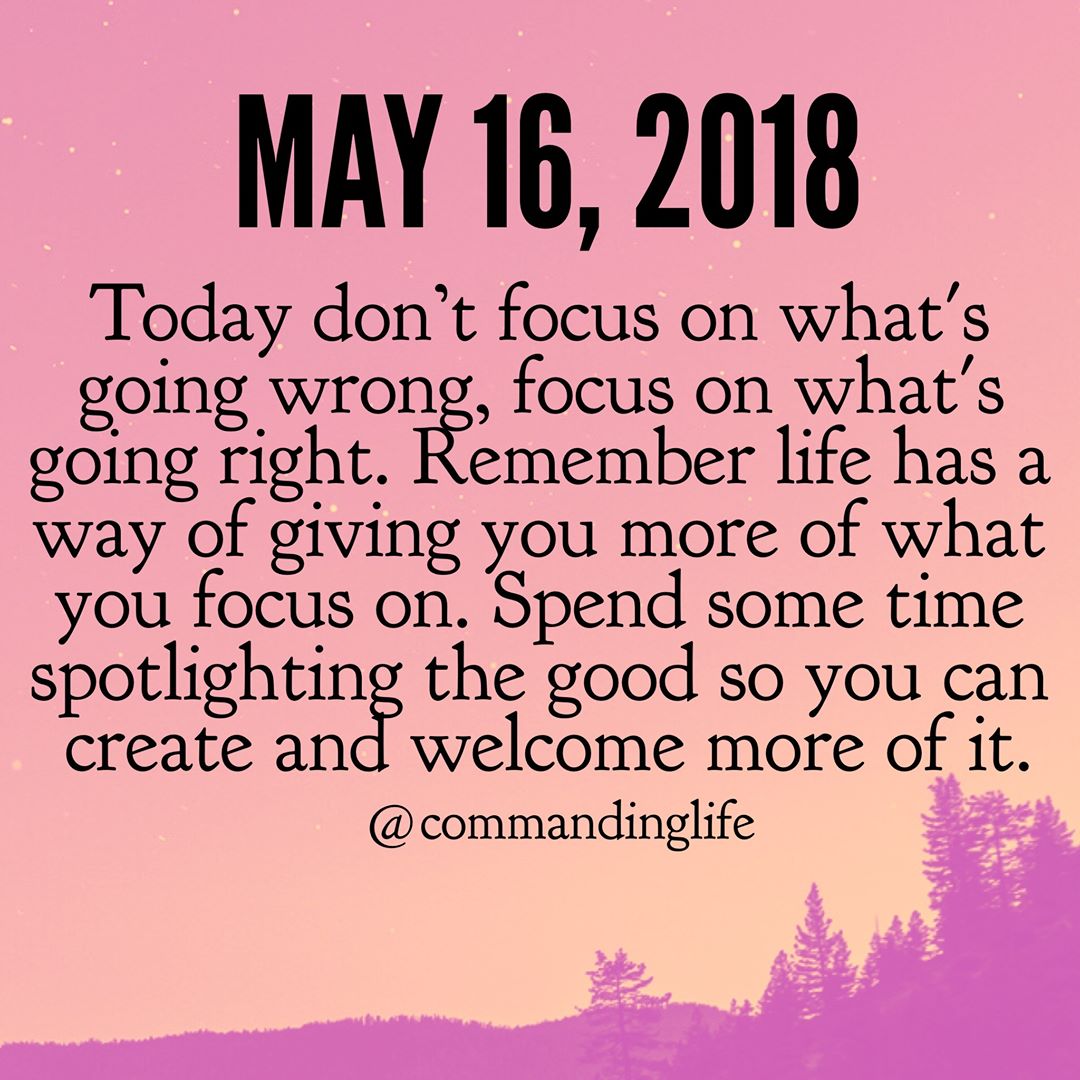 MAY 16, 2018
Today don’t focus on what's
going wrong, focus on what's
going right. Remember life has a
way of giving you more of what
you focus on. Spend some time
spotlighting the good so you can
create and welcome more of it.
@commandinglife